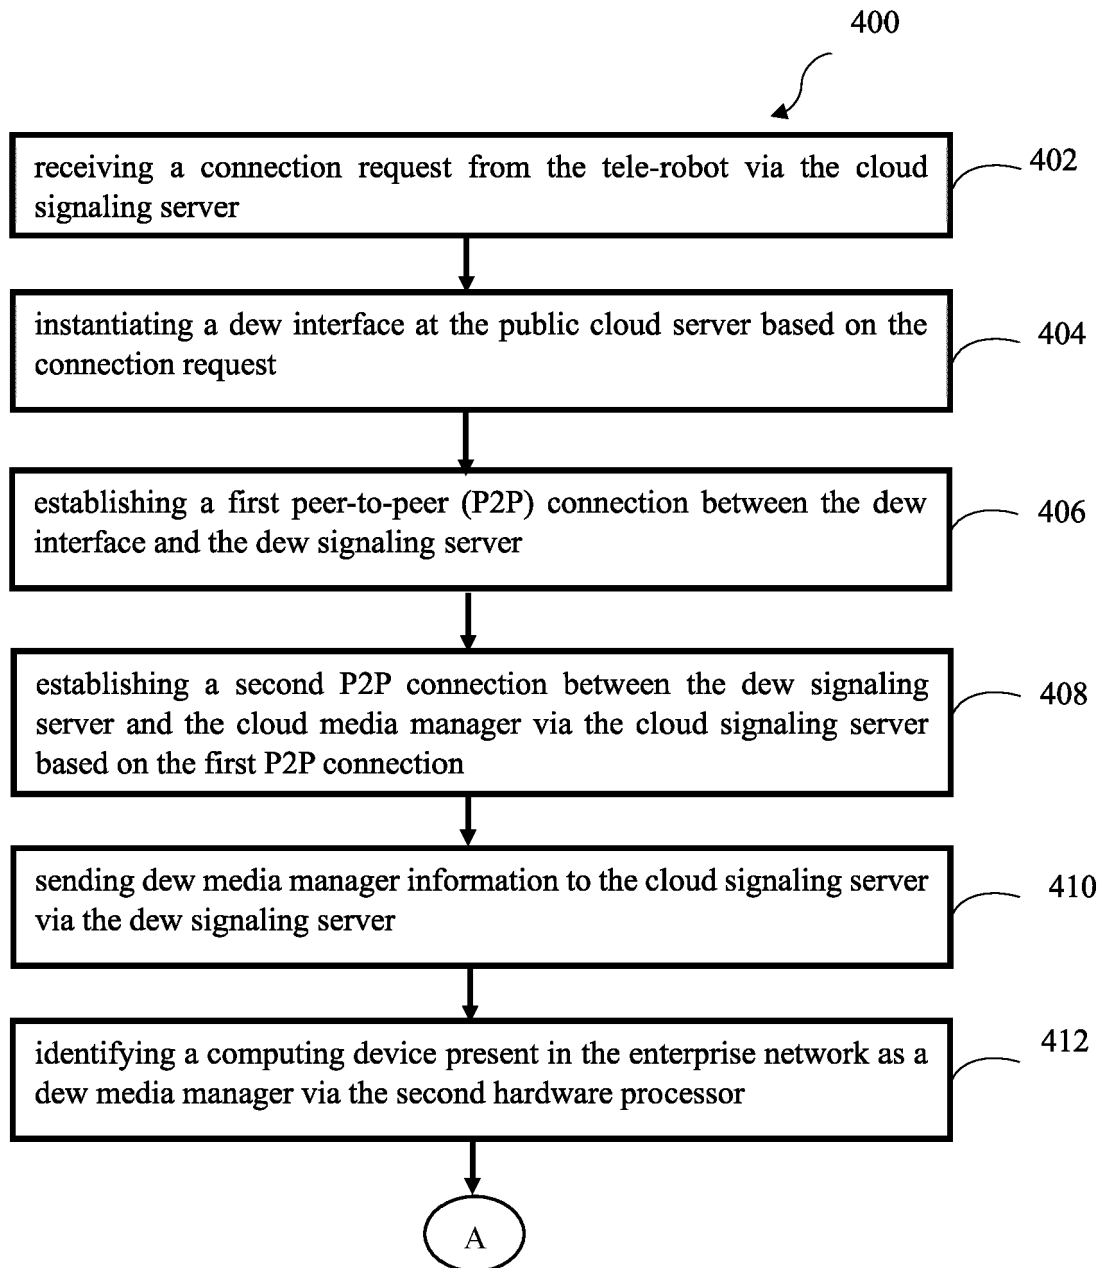 400
receiving a connection request from the tele-robot via the cloud
signaling server
402
instantiating a dew interface at the public cloud server based on the
connection request
404
establishing a first peer-to-peer (P2P) connection between the dew
interface and the dew signaling server
406
establishing a second P2P connection between the dew signaling
server and the cloud media manager via the cloud signaling server
based on the first P2P connection
408
sending dew media manager information to the cloud signaling server
via the dew signaling server
410
identifying a computing device present in the enterprise network as a
dew media manager via the second hardware processor
412
A